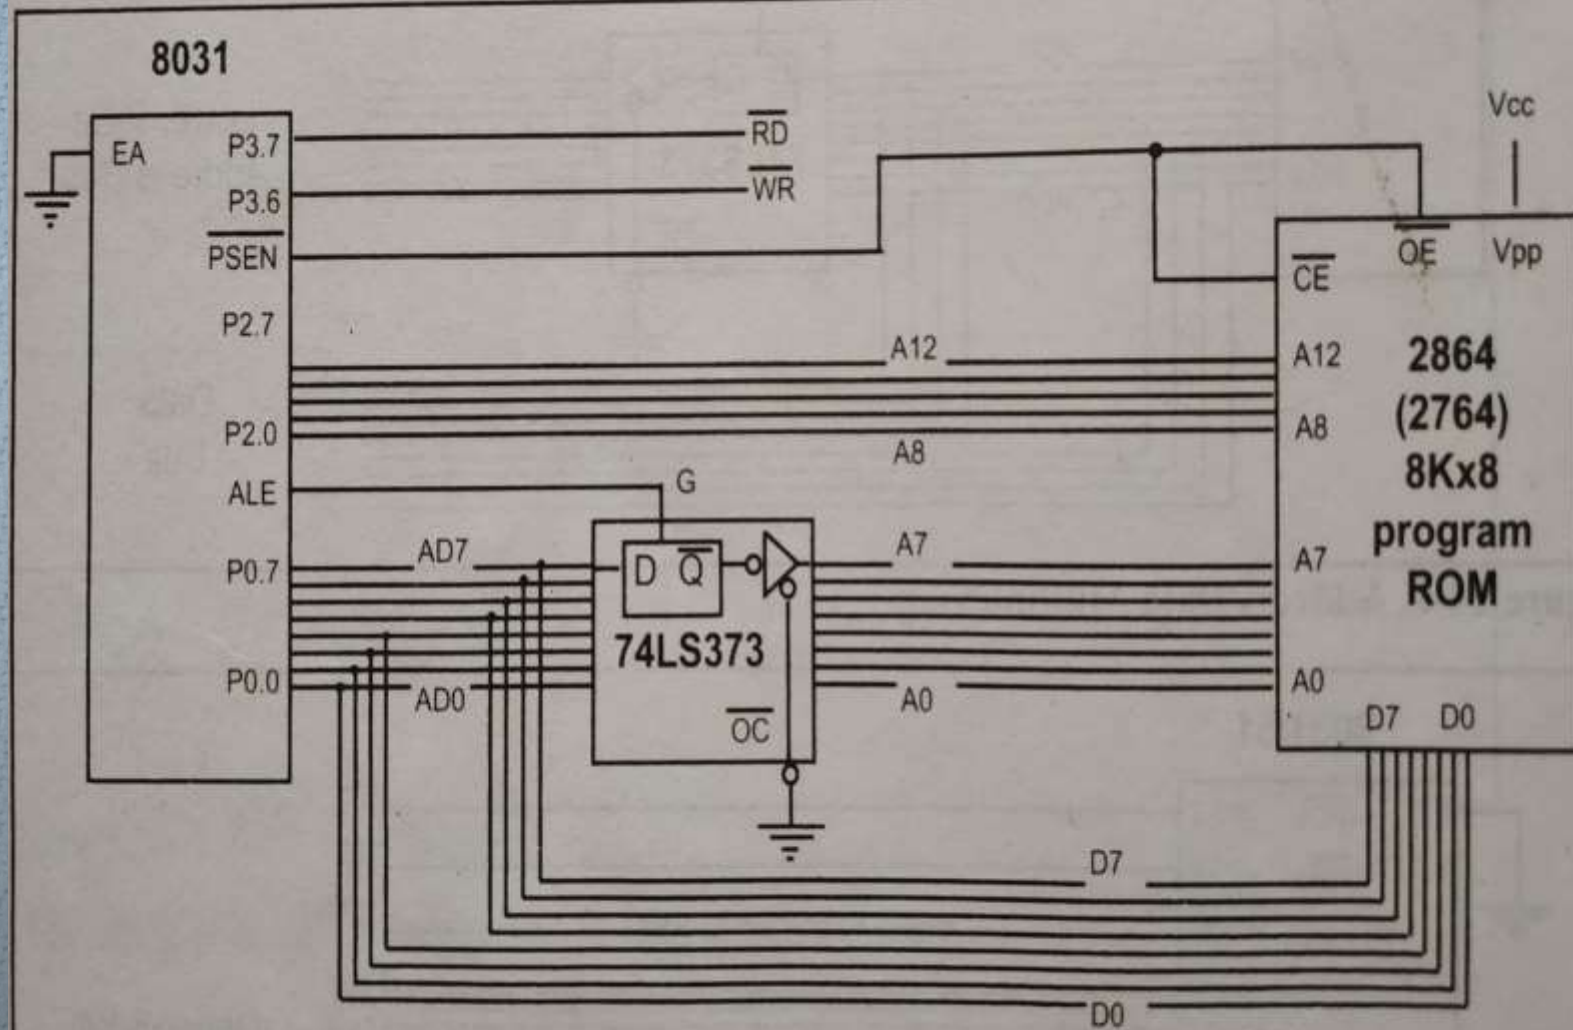 8031
EA
P3.7
P3.6
PSEN
P2.7
P2.0
ALE
P0.7
P0.0
RD
WR
A12
A8
G
AD7
AD0
D Q
74LS373
OC
A7
A0
Vcc
OE
Vpp
CE
A12
A8
A7
A0
2864
(2764)
8Kx8
program
ROM
D7 D0
D7
D0